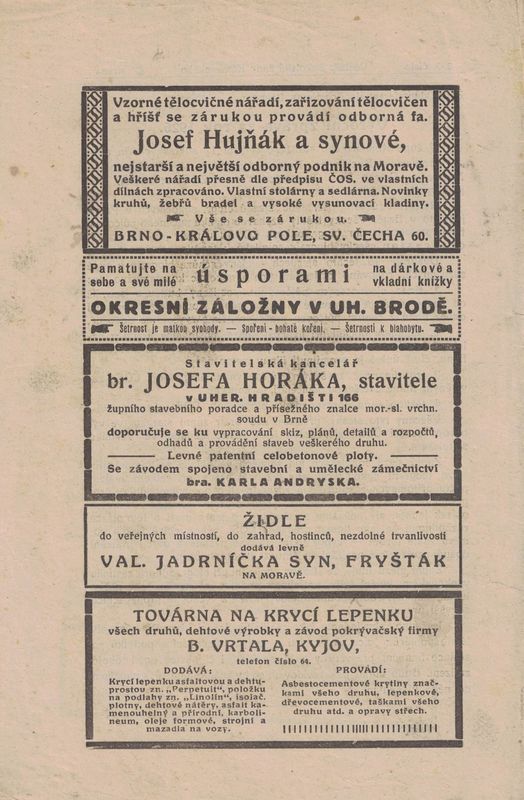 Vzorné tělocvičné nářadí, zařizování tělocvičen
a hříšť se zárukou provádí odborná fa.
Josef Hujňák a synové,
nejstarší a největší odborný podnik na Moravě.
Veškeré nářadí přesně dle předpisu ČOS. ve vlastních
dílnách zpracováno. Vlastní stolárny a sedlárna. Novinky
kruhů, žebřů bradel a vysoké vysunovací kladiny.
Vše se zárukou.
BRNO-KRÁLOVO POLE, SV. ČECHA 60.
Pamatujte na
sebe a své milé
úsporami
na dárkové a
vkladní knížky
OKRESNÍ ZÁLOŽNY V UH. BRODĚ.
Šetrnost je matkou svobody. — Spoření - bohaté koření. — Šetrností k blahobytu.
Stavitelská kancelář
br. JOSEFA HORÁKA, stavitele
v UHER. HRADIŠTI 166
župního stavebního poradce a přísežného znalce mor.-sl. vrchn.
soudu v Brně
doporučuje se ku vypracování skiz, plánů, detailů a rozpočtů,
odhadů a provádění staveb veškerého druhu.
Levné patentní celobetonové ploty.
Se závodem spojeno stavební a umělecké zámečnictví
bra. KARLA ANDRYSKA.
ŽIDLE
do veřejných místností, do zahrad, hostinců, nezdolné trvanlivosti
dodává levně
VAL. JADRNÍČKA SYN, FRYŠTÁK
NA MORAVĚ.
TOVÁRNA NA KRYCÍ LEPENKU
všech druhů, dehtové výrobky a závod pokrývačský firmy
B. VRTALA, KYJOV,
telefon číslo 64.
DODÁVÁ:
Krycí lepenku asfaltovou a dehtu-
prostou zn. „Perpetuit“, položku
na podlahy zn. „Linolin“, isolač.
plotny, dehtové nátěry, asfalt ka-
menouhelný a přírodní, karboli-
neum, oleje formové, strojní a
mazadla na vozy.
PROVÁDÍ:
Asbestocementové krytiny znač-
kami všeho druhu, lepenkové,
dřevocementové, taškami všeho
druhu atd. a opravy střech.